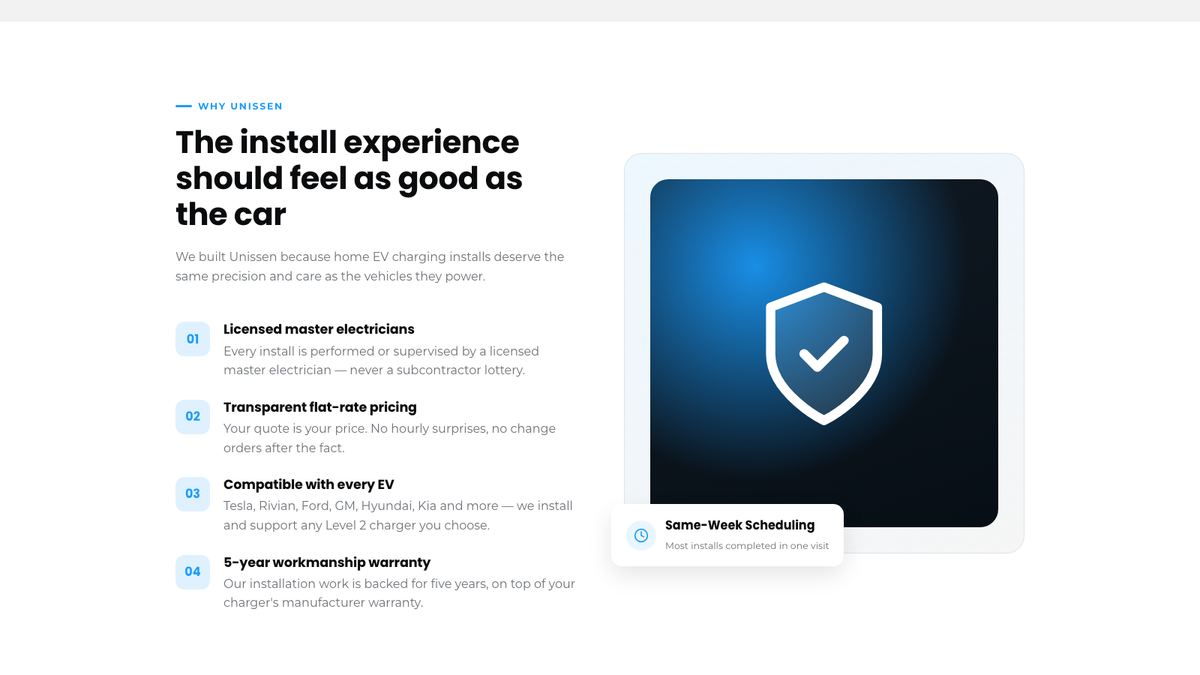 WHY UNISSEN
The install experience
should feel as good as
the car
We built Unissen because home EV charging installs deserve the
same precision and care as the vehicles they power.
01
Licensed master electricians
Every install is performed or supervised by a licensed
master electrician — never a subcontractor lottery.
02
Transparent flat-rate pricing
Your quote is your price. No hourly surprises, no change
orders after the fact.
03
Compatible with every EV
Tesla, Rivian, Ford, GM, Hyundai, Kia and more — we install
and support any Level 2 charger you choose.
04
5-year workmanship warranty
Our installation work is backed for five years, on top of your
charger's manufacturer warranty.
Same-Week Scheduling
Most installs completed in one visit